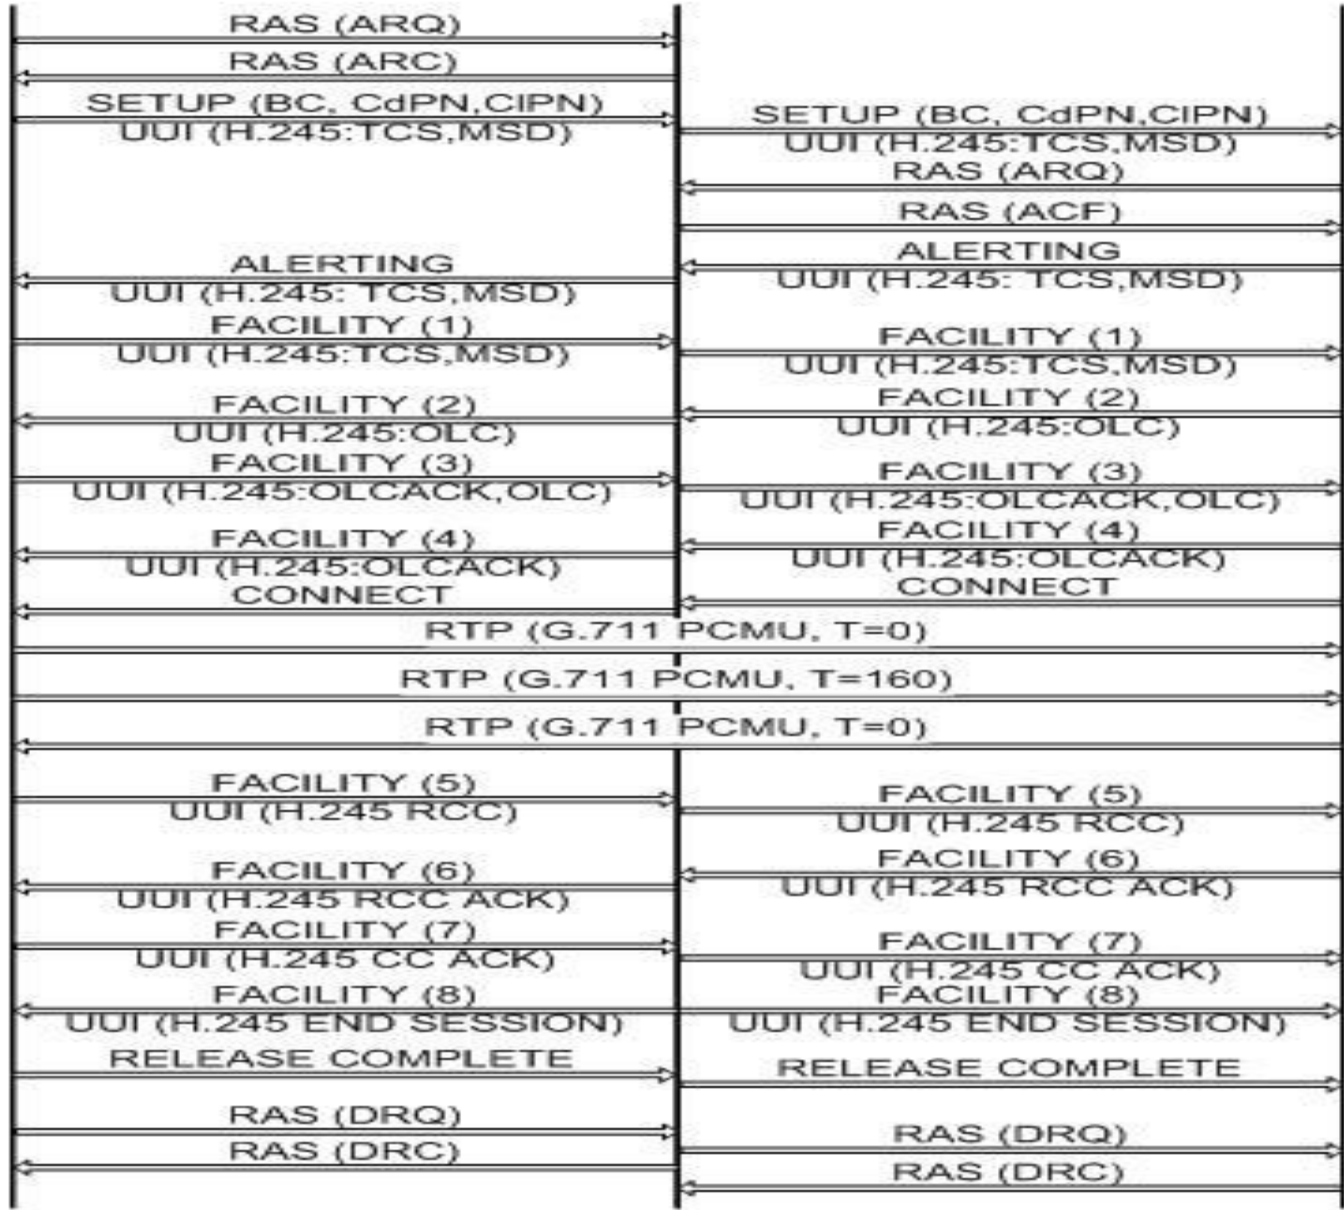 RAS (ARQ)
RAS (ARC)
SETUP (BC, CdPN,CIPN)
UUI (H.245:TCS,MSD)
SETUP (BC, CdPN,CIPN)
UUI (H.245:TCS,MSD)
RAS (ARQ)
RAS (ACF)
ALERTING
UUI (H.245: TCS,MSD)
ALERTING
UUI (H.245: TCS,MSD)
FACILITY (1)
UUI (H.245:TCS,MSD)
FACILITY (1)
UUI (H.245:TCS,MSD)
FACILITY (2)
UUI (H.245:OLC)
FACILITY (2)
UUI (H.245:OLC)
FACILITY (3)
UUI (H.245:OLCACK,OLC)
FACILITY (3)
UUI (H.245:OLCACK,OLC)
FACILITY (4)
UUI (H.245:OLCACK)
FACILITY (4)
UUI (H.245:OLCACK)
CONNECT
CONNECT
RTP (G.711 PCMU, T=0)
RTP (G.711 PCMU, T=160)
RTP (G.711 PCMU, T=0)
FACILITY (5)
UUI (H.245 RCC)
FACILITY (5)
UUI (H.245 RCC)
FACILITY (6)
UUI (H.245 RCC ACK)
FACILITY (6)
UUI (H.245 RCC ACK)
FACILITY (7)
UUI (H.245 CC ACK)
FACILITY (7)
UUI (H.245 CC ACK)
FACILITY (8)
UUI (H.245 END SESSION)
FACILITY (8)
UUI (H.245 END SESSION)
RELEASE COMPLETE
RELEASE COMPLETE
RAS (DRQ)
RAS (DRC)
RAS (DRQ)
RAS (DRC)